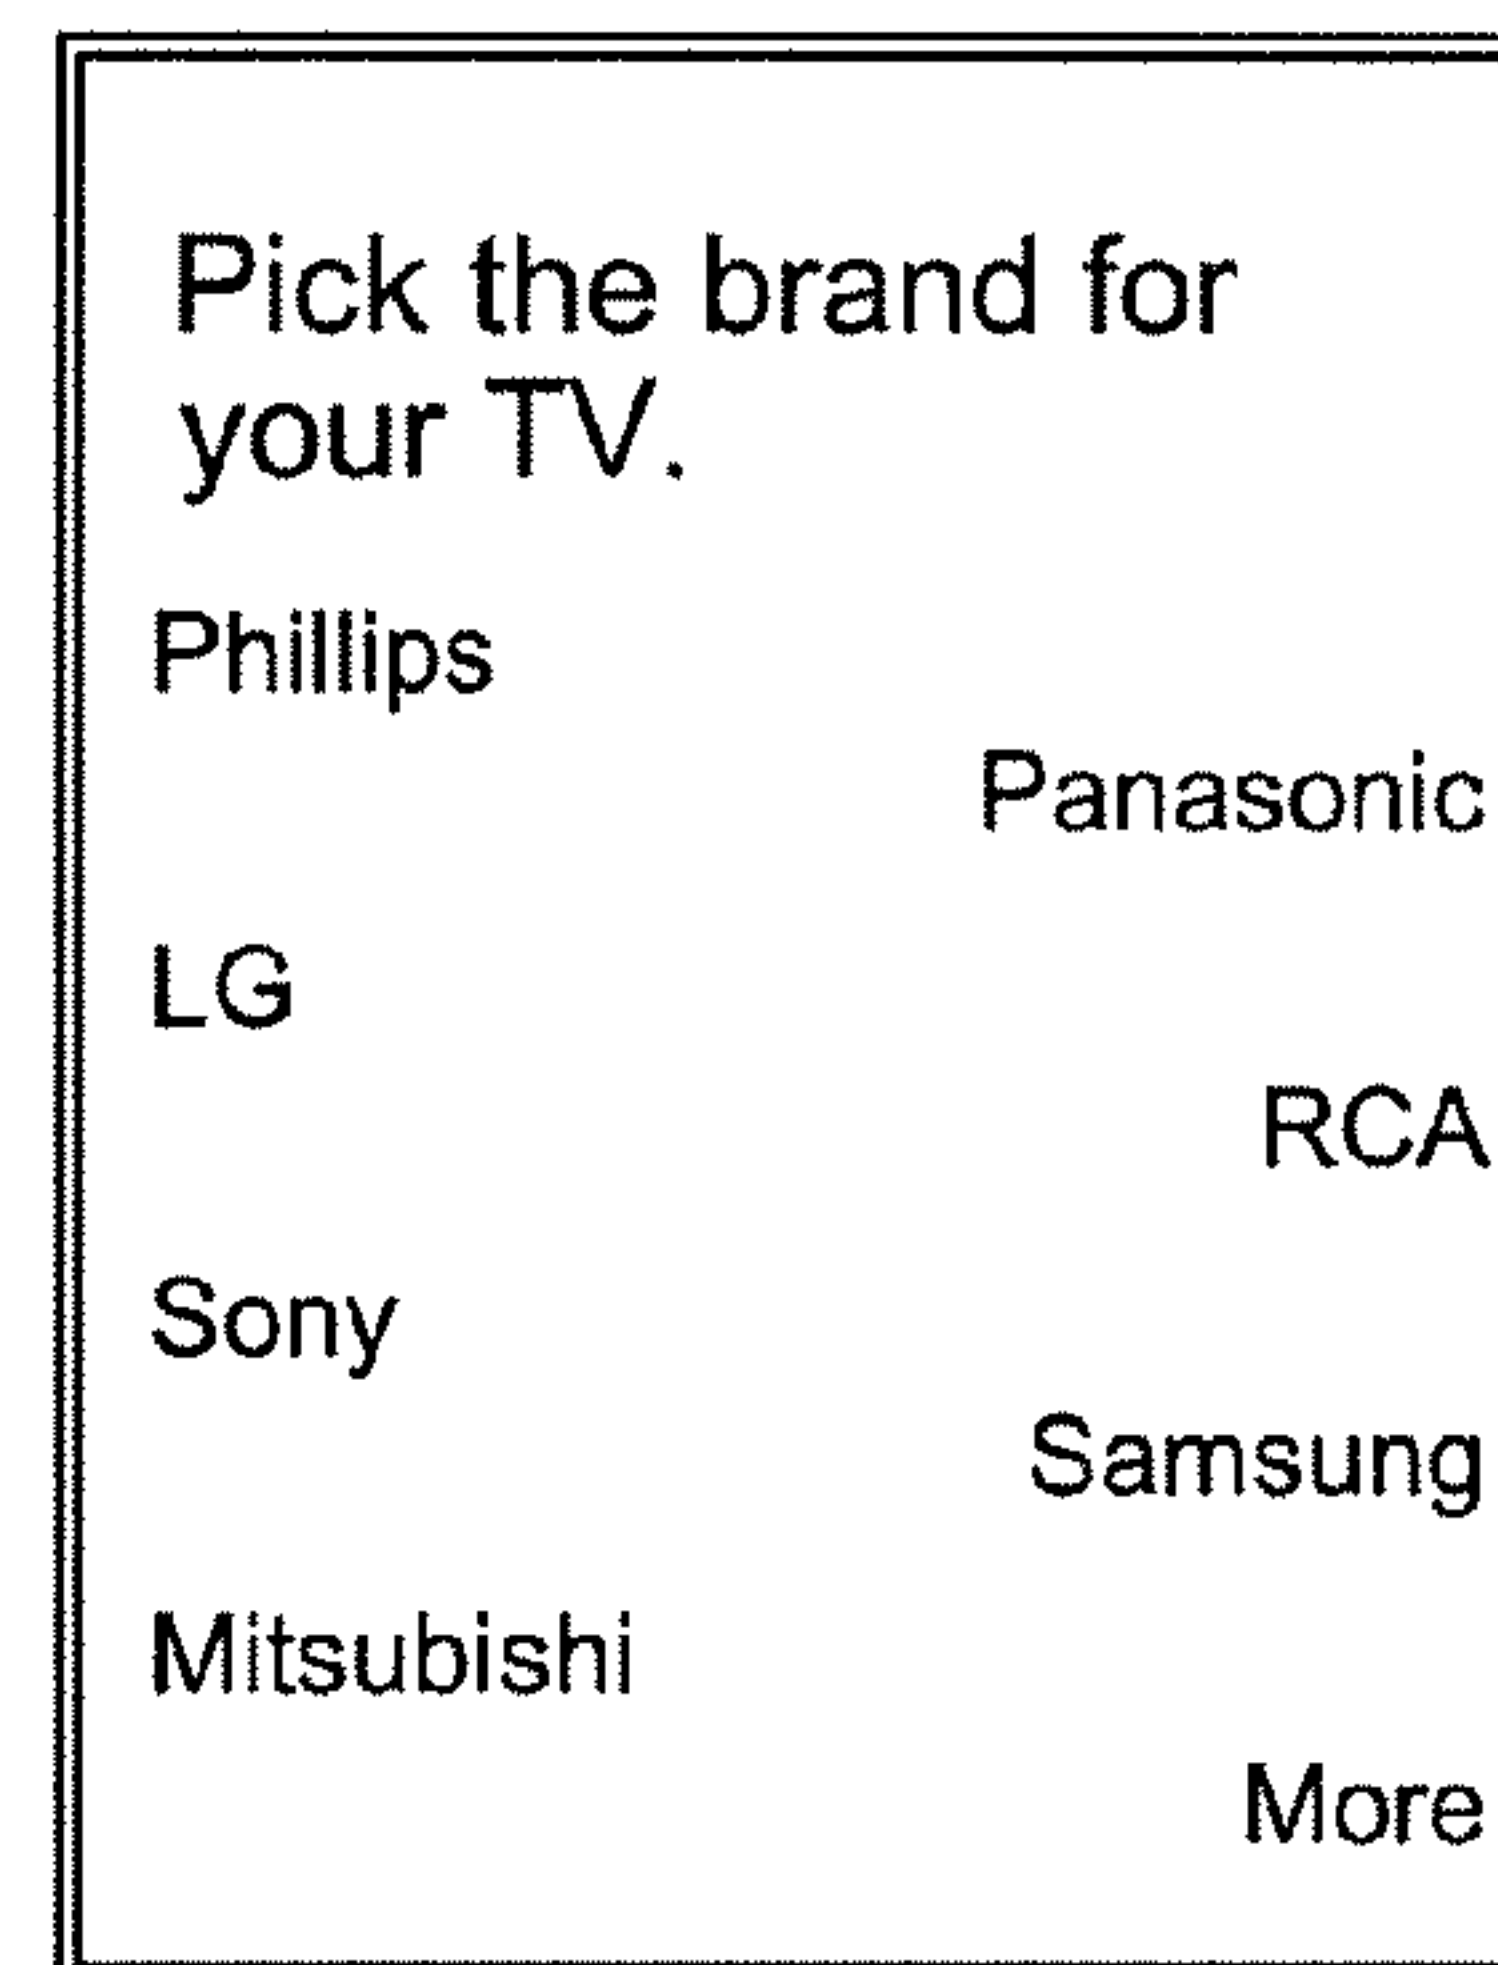 Pick the brand for
your TV.
Phillips
Panasonic
LG
RCA
Sony
Samsung
Mitsubishi
More